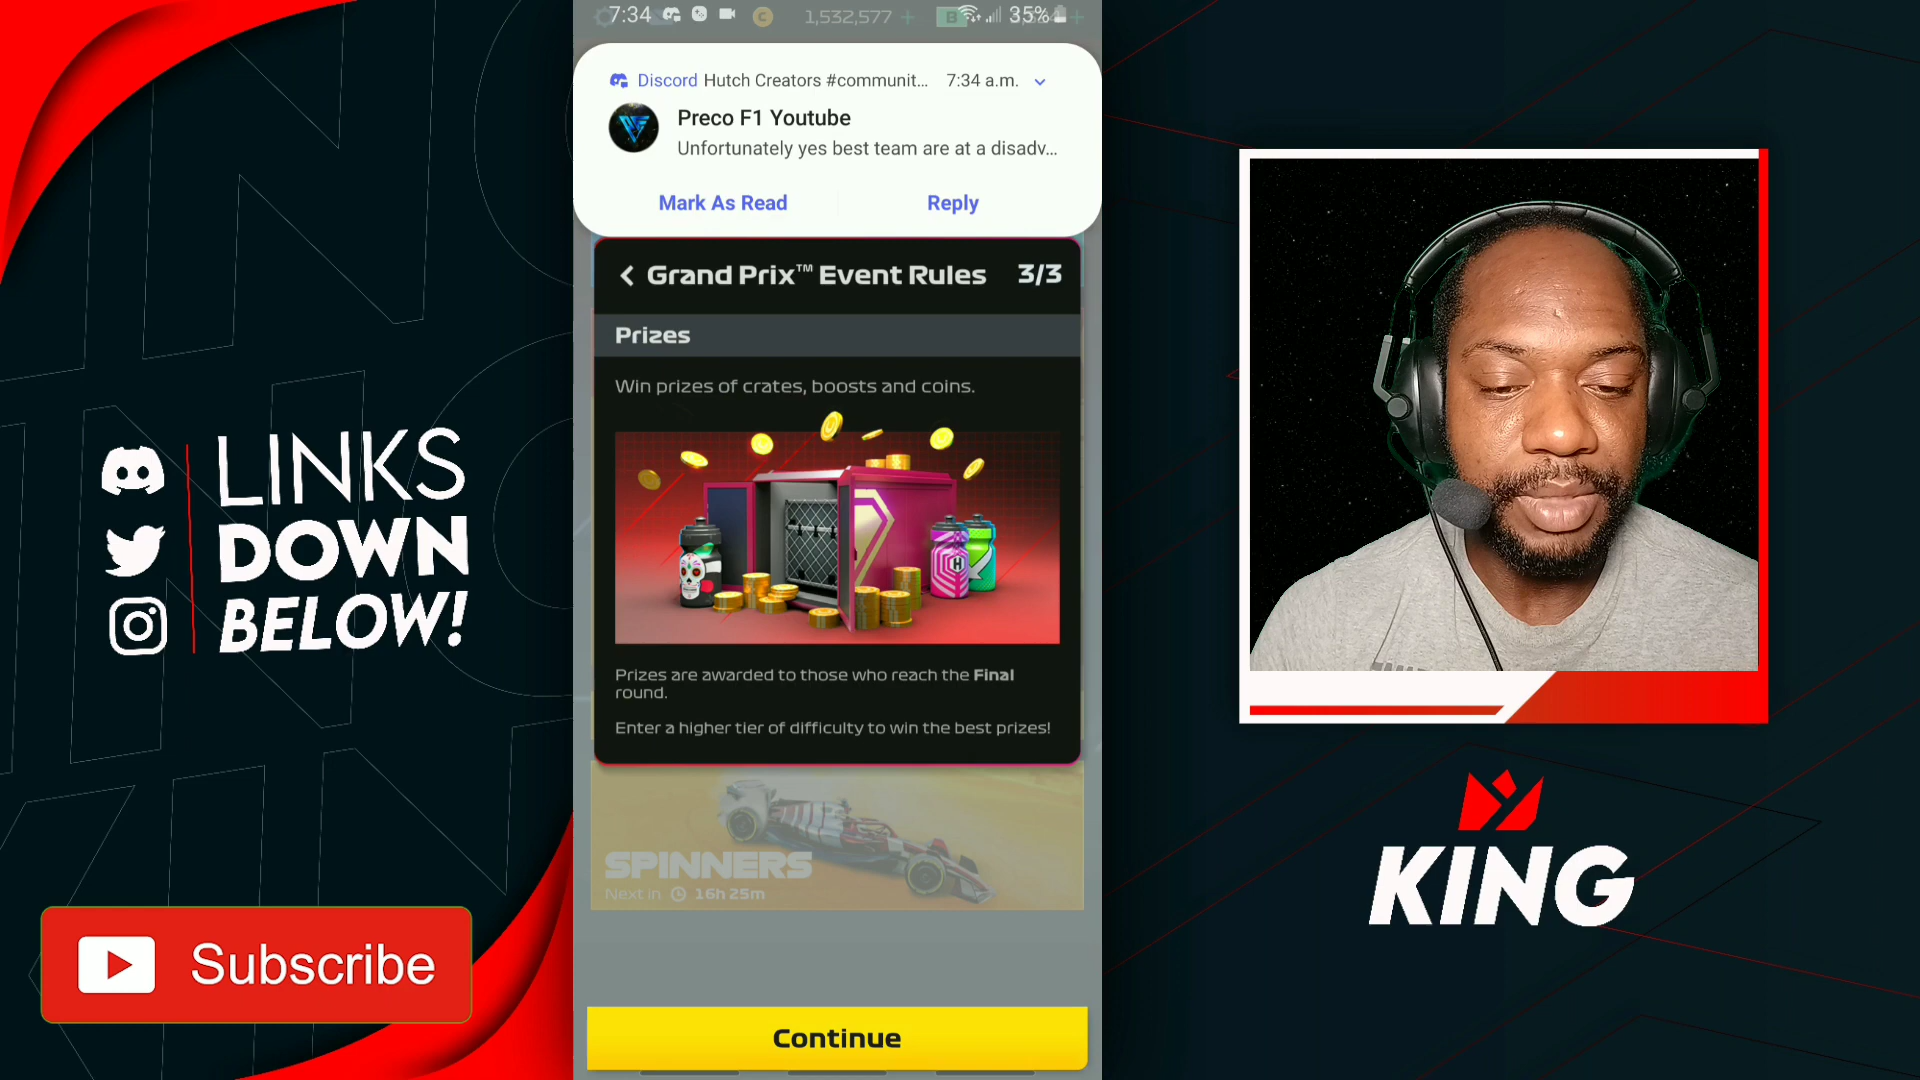 7:34
1,532,577
35%
Discord Hutch Creators #communit... 7:34 a.m.
Preco F1 Youtube
Unfortunately yes best team are at a disadv...
Mark As Read
Reply
Grand Prix™ Event Rules 3/3
Prizes
Win prizes of crates, boosts and coins.
H
Prizes are awarded to those who reach the Final
round.
Enter a higher tier of difficulty to win the best prizes!
SPINNERS
Next in 16h 25m
Continue
LINKS
DOWN
BELOW!
Subscribe
KING